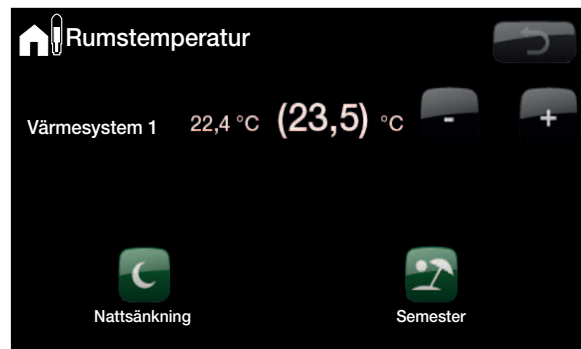 Rumstemperatur
Värmesystem 1 22,4 °C (23,5) °C - +
Nattsänkning Semester